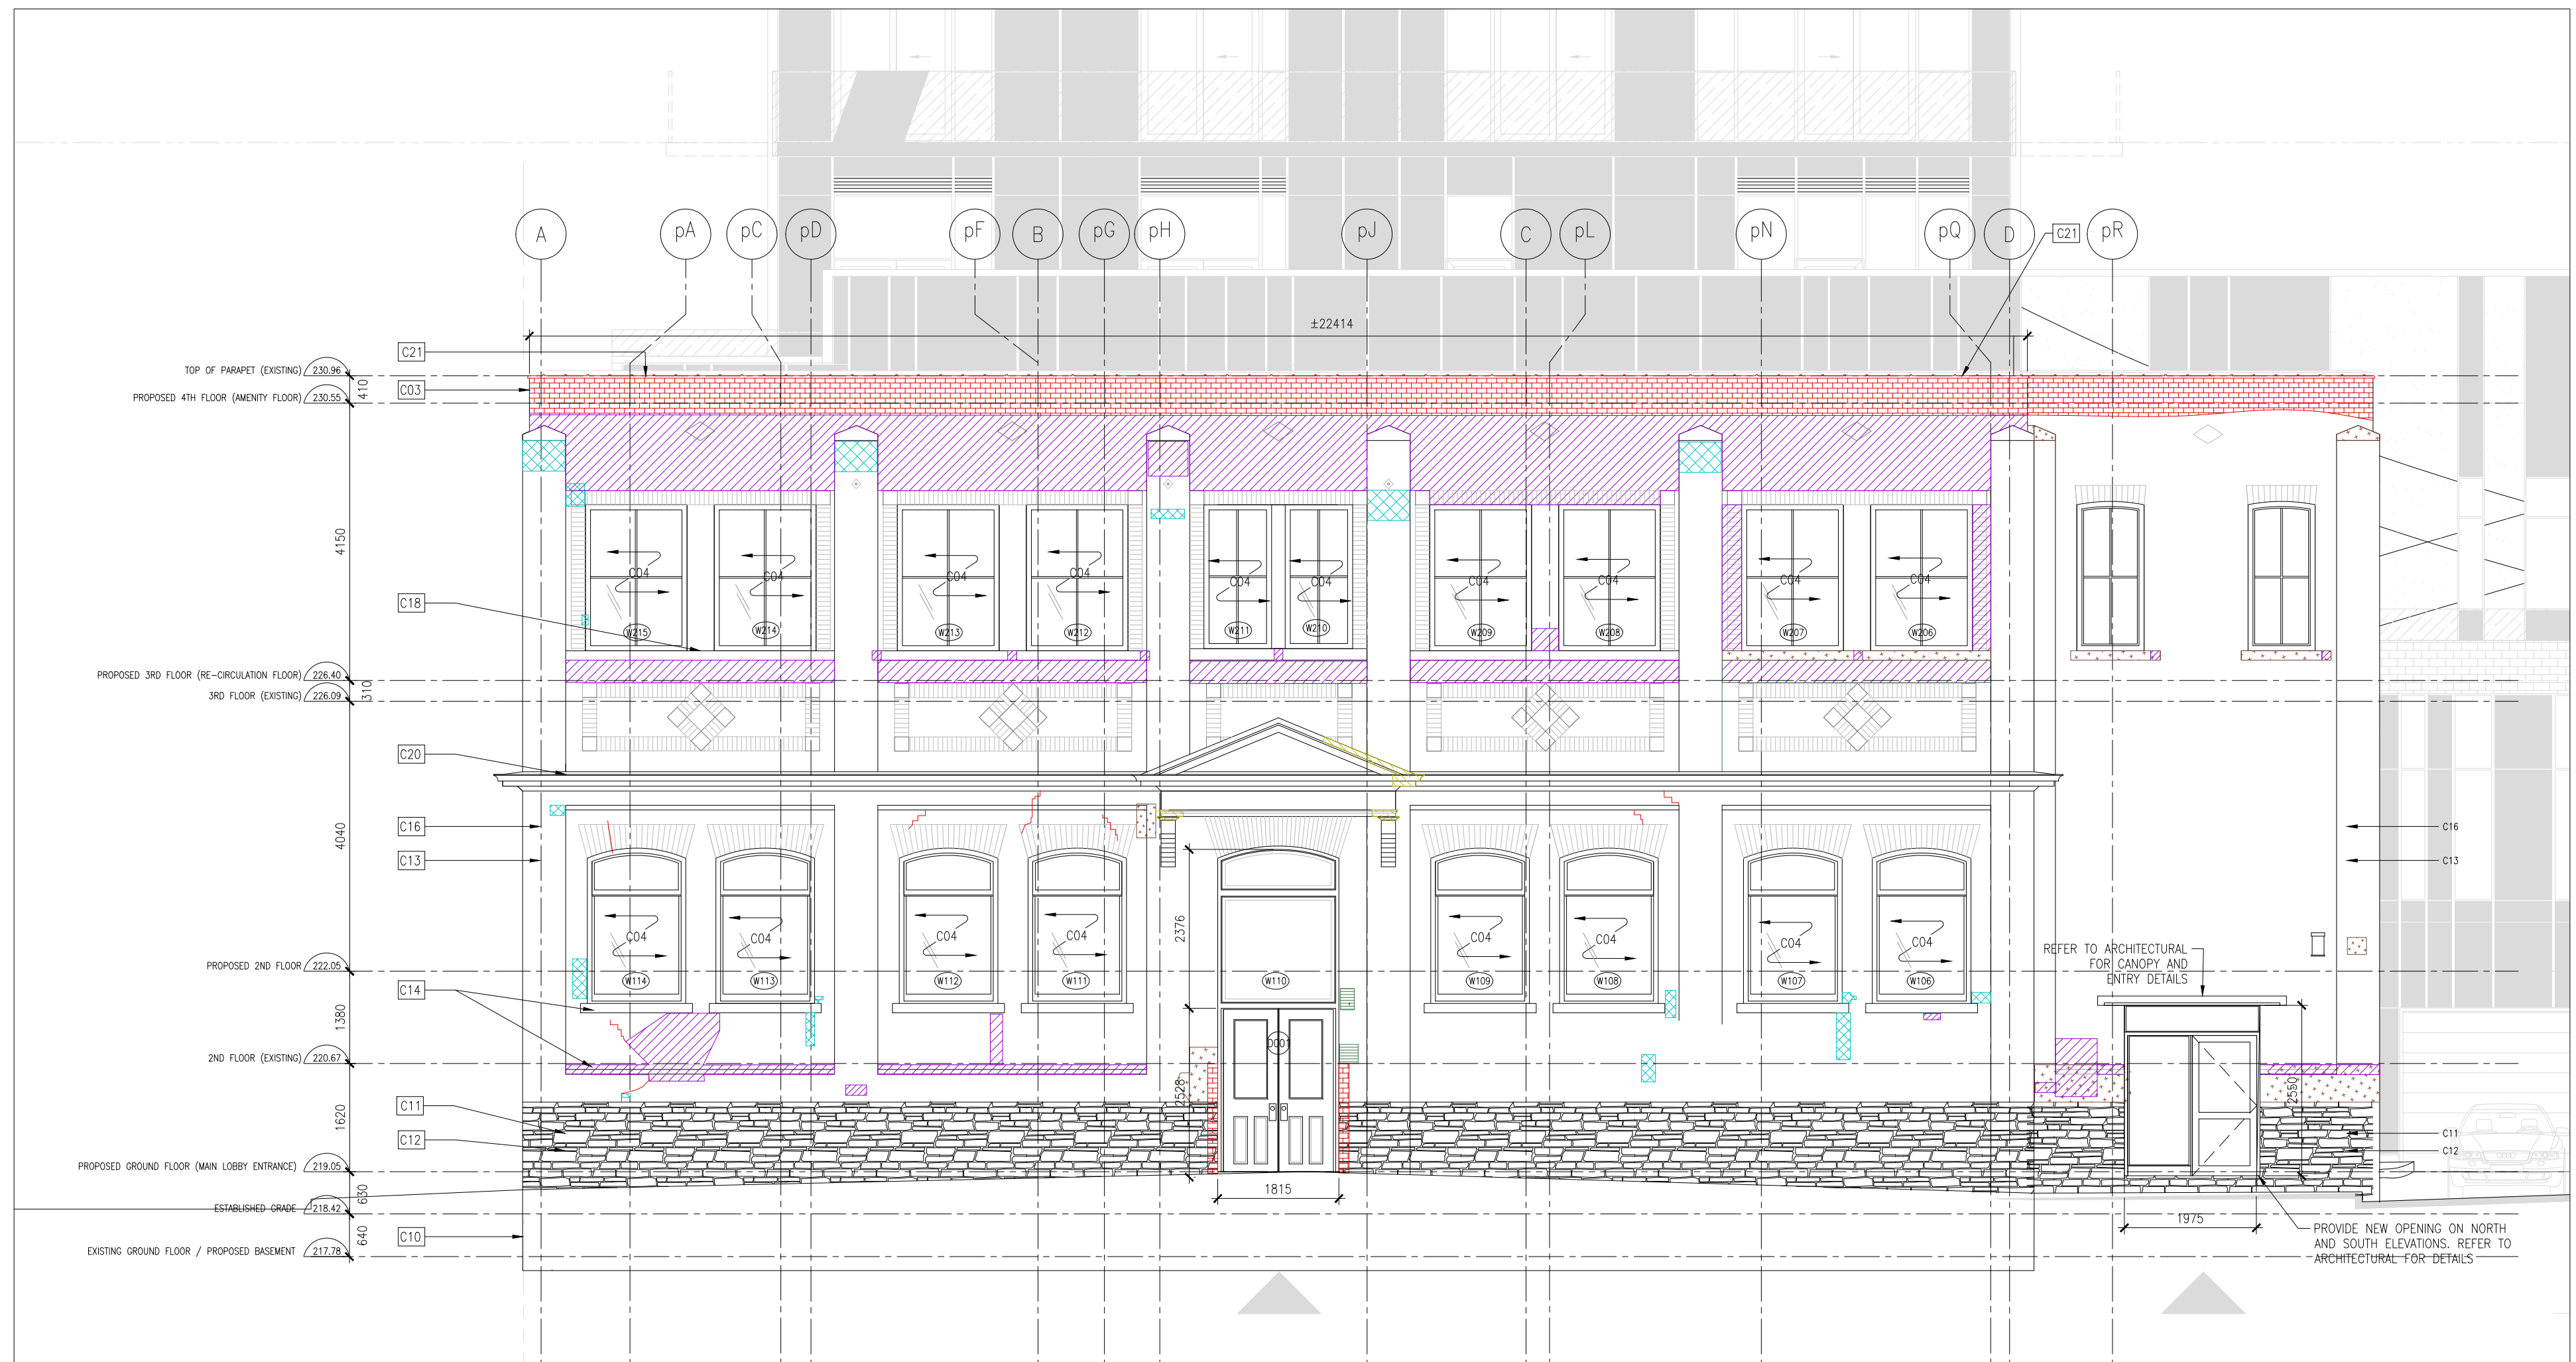 A
pA
pC
pD
pF
B
pG
pH
pJ
C
pL
pN
pQ
D
pR
C21
±22414
C21
TOP OF PARAPET (EXISTING) 230.96
410
C03
PROPOSED 4TH FLOOR (AMENITY FLOOR) 230.55
4150
C04
C04
C04
C04
C04
C04
C04
C04
C04
C04
C18
W215
W214
W213
W212
W211
W210
W209
W208
W207
W206
PROPOSED 3RD FLOOR (RE-CIRCULATION FLOOR) 226.40
310
3RD FLOOR (EXISTING) 226.09
C20
4040
C16
C13
C16
C13
2376
C04
C04
C04
C04
C04
C04
C04
C04
REFER TO ARCHITECTURAL
FOR CANOPY AND
ENTRY DETAILS
PROPOSED 2ND FLOOR 222.05
W114
W113
W112
W111
W110
W109
W108
W107
W106
C14
1380
D001
2ND FLOOR (EXISTING) 220.67
2528
2550
1620
C11
C12
C11
C12
PROPOSED GROUND FLOOR (MAIN LOBBY ENTRANCE) 219.05
630
1815
ESTABLISHED GRADE 218.42
1975
640
C10
PROVIDE NEW OPENING ON NORTH
AND SOUTH ELEVATIONS. REFER TO
ARCHITECTURAL FOR DETAILS
EXISTING GROUND FLOOR / PROPOSED BASEMENT 217.78